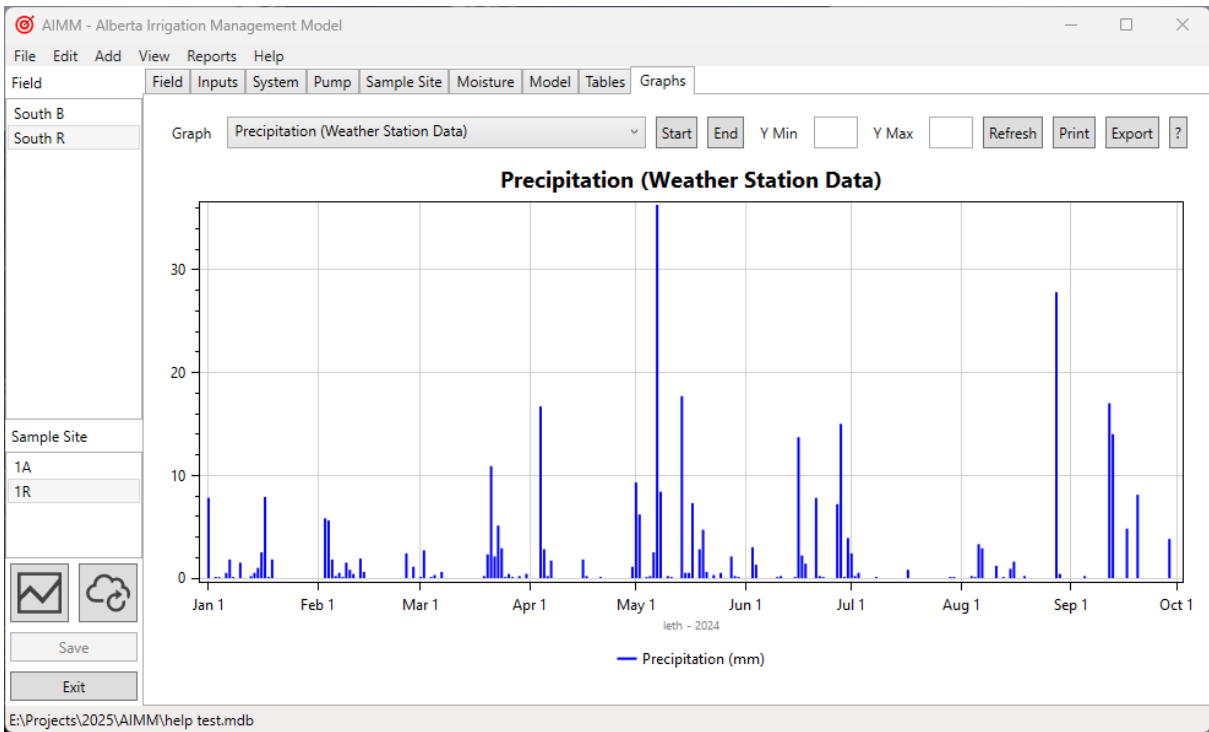 AIMM - Alberta Irrigation Management Model
File Edit Add View Reports Help
Field
Field Inputs System Pump Sample Site Moisture Model Tables Graphs
South B
South R
Graph Precipitation (Weather Station Data) Start End Y Min Y Max Refresh Print Export ?
Precipitation (Weather Station Data)
30
20
10
0
Jan 1 Feb 1 Mar 1 Apr 1 May 1 Jun 1 Jul 1 Aug 1 Sep 1 Oct 1
leth - 2024
Precipitation (mm)
Sample Site
1A
1R
Save
Exit
E:\Projects\2025\AIMM\help test.mdb